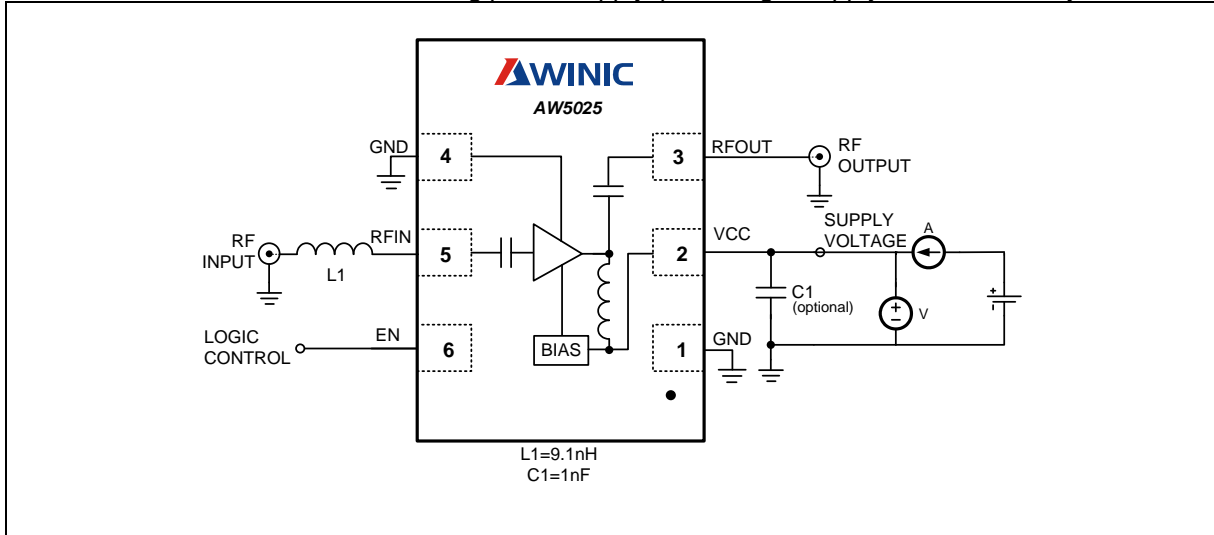 AWINIC
AW5025
GND
4
3
RFOUT
RF
OUTPUT
RF
INPUT
L1
RFIN
5
2
VCC
SUPPLY
VOLTAGE
A
C1
(optional)
+
−
V
+
-
LOGIC
CONTROL
EN
6
BIAS
1
GND
L1=9.1nH
C1=1nF